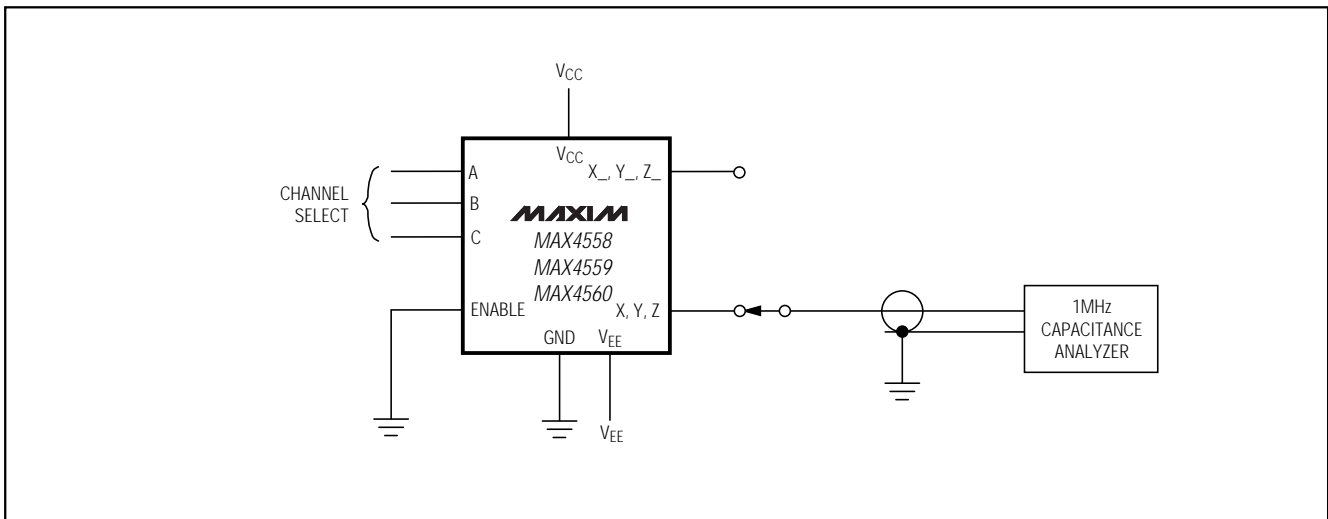 VCC
VCC
CHANNEL
SELECT
A
B
C
X_, Y_, Z_
MAXIM
MAX4558
MAX4559
MAX4560
ENABLE
X, Y, Z
GND
VEE
VEE
1MHz
CAPACITANCE
ANALYZER